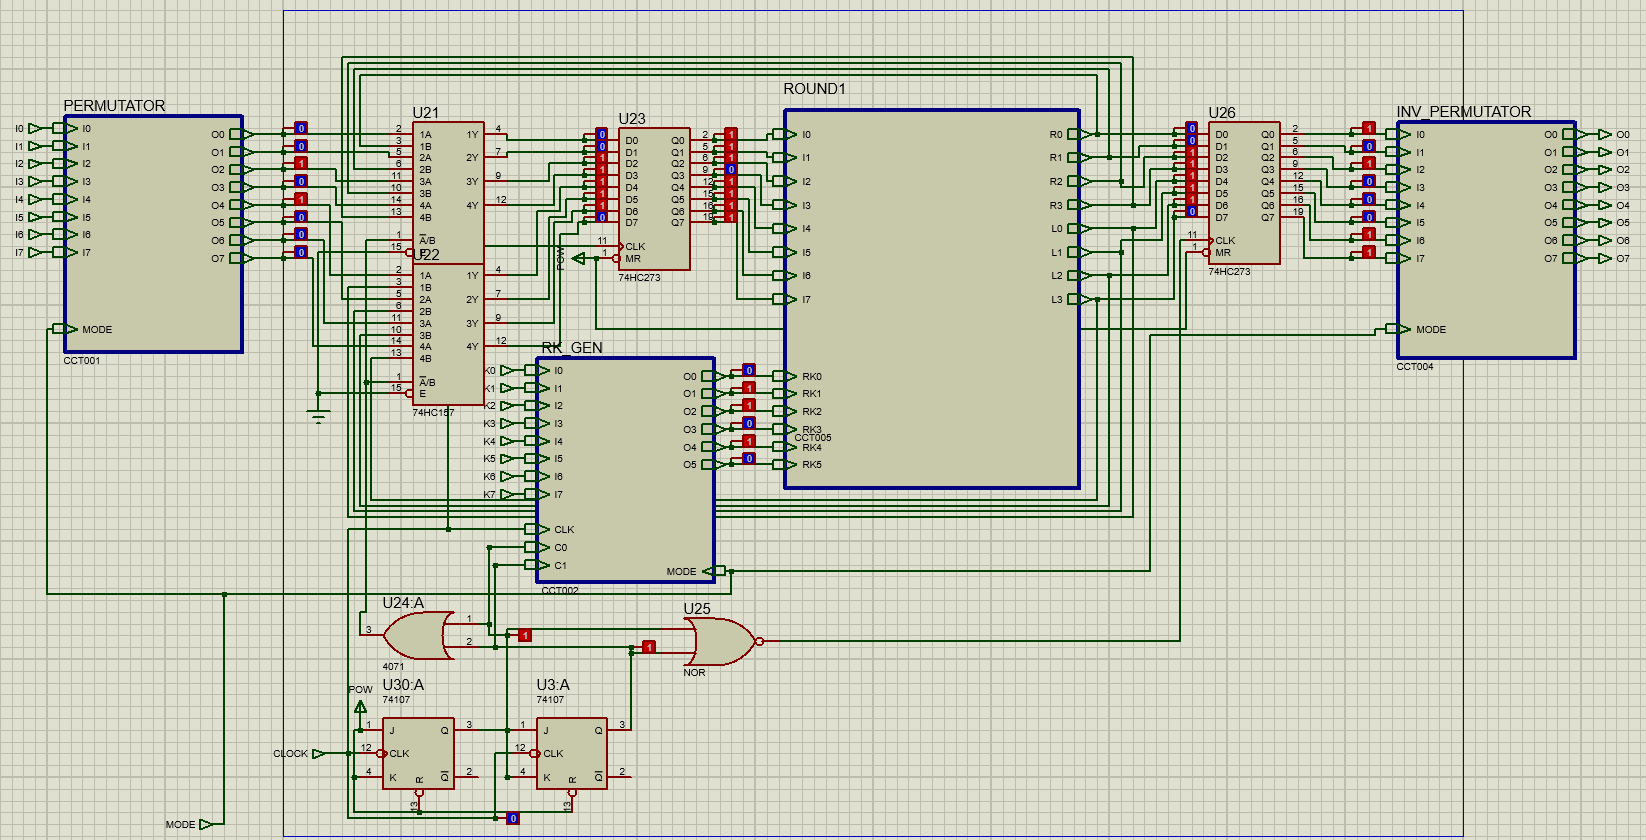 PERMUTATOR
I0 I0 O0 0
I1 I1 O1 0
I2 I2 O2 1
I3 I3 O3 0
I4 I4 O4 1
I5 I5 O5 0
I6 I6 O6 0
I7 I7 O7 0
MODE
CCT001
U21
2 1A 1Y 4
3 1B
5 2A 2Y 7
6 2B
11 3A 3Y 9
10 3B
14 4A 4Y 12
13 4B
1 A/B
15
U22
2 1A 1Y 4
3 1B
5 2A 2Y 7
6 2B
11 3A 3Y 9
10 3B
14 4A 4Y 12
13 4B
1 A/B
15 E
74HC157
U23
0 D0 Q0 2 1
0 D1 Q1 5 1
1 D2 Q2 6 1
1 D3 Q3 9 0
1 D4 Q4 12 1
1 D5 Q5 15 1
1 D6 Q6 16 1
0 D7 Q7 19 1
11 CLK
1 MR
74HC273
POW
ROUND1
I0 R0
I1 R1
I2 R2
I3 R3
I4 L0
I5 L1
I6 L2
I7 L3
RK0
RK1
RK2
RK3
CCT005
RK4
RK5
U26
0 D0 Q0 2 1
0 D1 Q1 5 0
1 D2 Q2 6 1
1 D3 Q3 9 0
1 D4 Q4 12 0
1 D5 Q5 15 0
1 D6 Q6 16 1
0 D7 Q7 19 1
11 CLK
1 MR
74HC273
INV_PERMUTATOR
I0 O0 O0
I1 O1 O1
I2 O2 O2
I3 O3 O3
I4 O4 O4
I5 O5 O5
I6 O6 O6
I7 O7 O7
MODE
CCT004
RK_GEN
K0 I0 O0 0
K1 I1 O1 1
K2 I2 O2 1
K3 I3 O3 0
K4 I4 O4 1
K5 I5 O5 0
K6 I6
K7 I7
CLK
C0
C1
MODE
CCT002
U24:A
3 1
2
4071
1
1
U25
NOR
U30:A
74107
POW
1 J Q 3
CLOCK 12 CLK
4 K Q 2
R
13
U3:A
74107
1 J Q 3
12 CLK
4 K Q 2
R
13
0
MODE